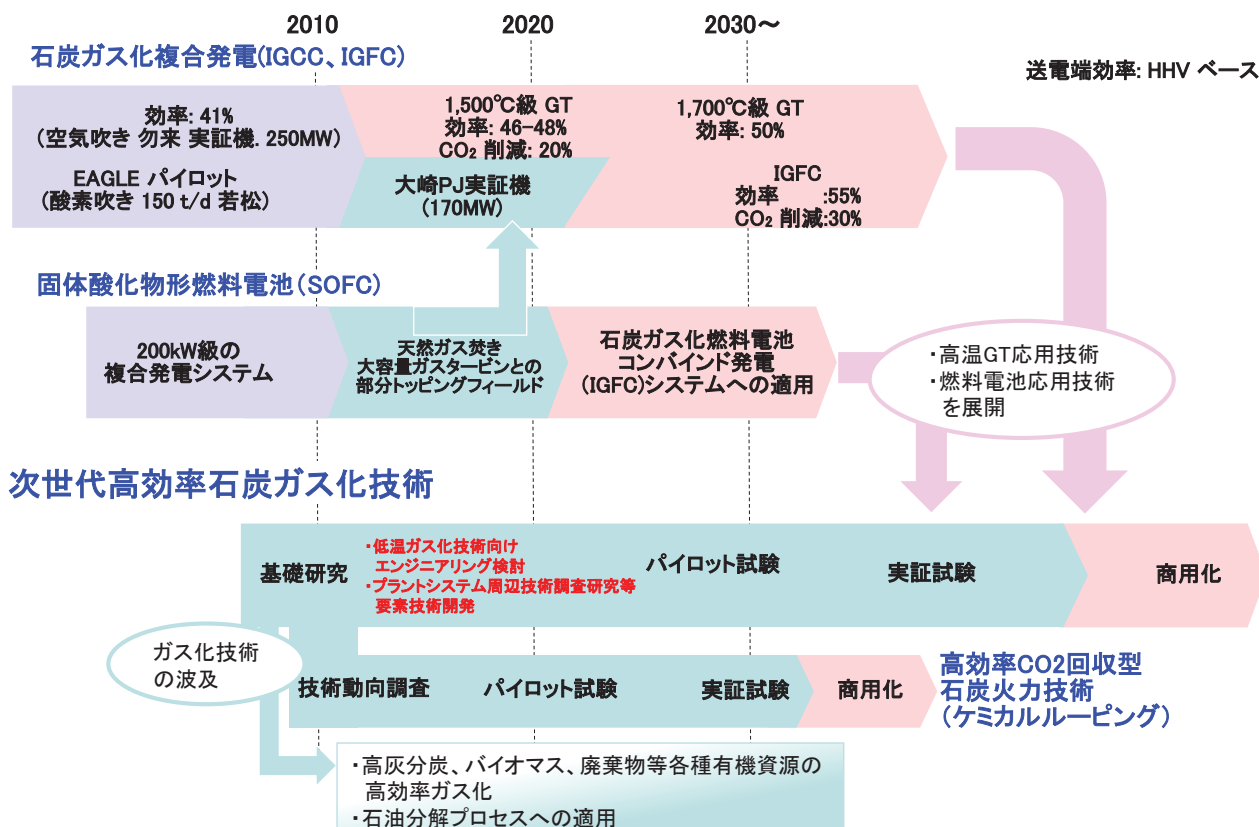 2010
2020
2030～
石炭ガス化複合発電(IGCC、IGFC)
送電端効率: HHV ベース
効率: 41%
(空気吹き 勿来 実証機. 250MW)
EAGLE パイロット
(酸素吹き 150 t/d 若松)
1,500℃級 GT
効率: 46-48%
CO₂ 削減: 20%
大崎PJ実証機
(170MW)
1,700℃級 GT
効率: 50%
IGFC
効率 :55%
CO₂ 削減:30%
固体酸化物形燃料電池(SOFC)
200kW級の
複合発電システム
天然ガス焚き
大容量ガスタービンとの
部分トッピングフィールド
石炭ガス化燃料電池
コンバインド発電
(IGFC)システムへの適用
・高温GT応用技術
・燃料電池応用技術
を展開
次世代高効率石炭ガス化技術
基礎研究
・低温ガス化技術向け
エンジニアリング検討
・プラントシステム周辺技術調査研究等
要素技術開発
パイロット試験
実証試験
商用化
ガス化技術
の波及
技術動向調査
パイロット試験
実証試験
商用化
高効率CO2回収型
石炭火力技術
(ケミカルルーピング)
・高灰分炭、バイオマス、廃棄物等各種有機資源の
高効率ガス化
・石油分解プロセスへの適用